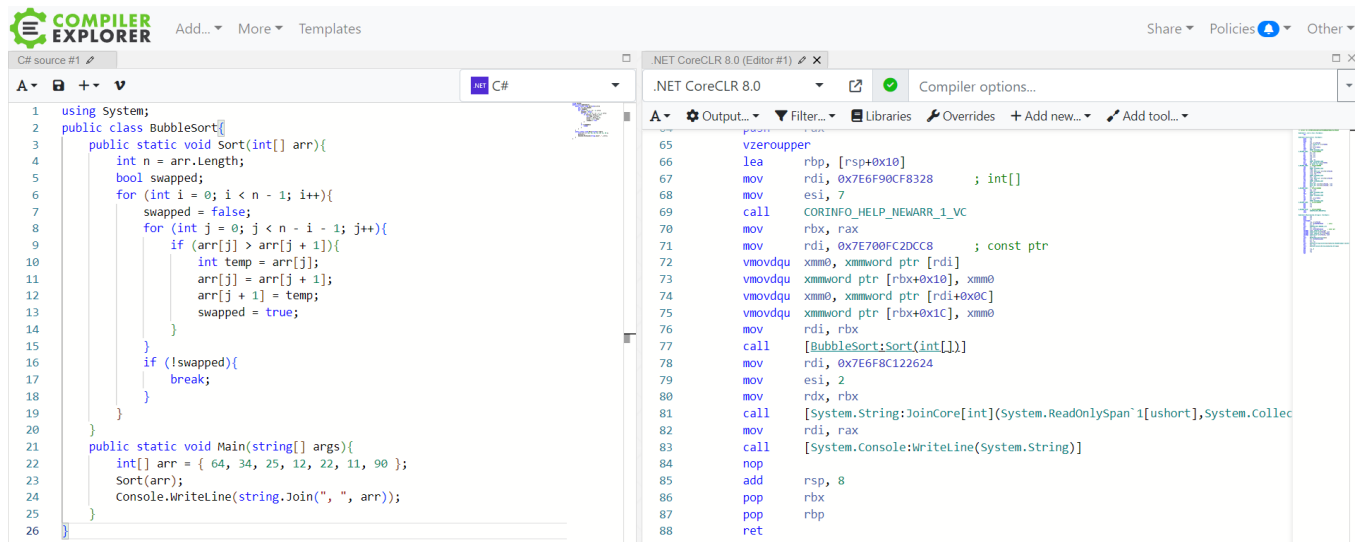 COMPILER
EXPLORER
Add... More Templates
Share Policies Other
C# source #1
.NET CoreCLR 8.0 (Editor #1)
A
.NET C#
.NET CoreCLR 8.0
Compiler options...
A Output... Filter... Libraries Overrides + Add new... Add tool...
1 using System;
2 public class BubbleSort{
3 public static void Sort(int[] arr){
4 int n = arr.Length;
5 bool swapped;
6 for (int i = 0; i < n - 1; i++){
7 swapped = false;
8 for (int j = 0; j < n - i - 1; j++){
9 if (arr[j] > arr[j + 1]){
10 int temp = arr[j];
11 arr[j] = arr[j + 1];
12 arr[j + 1] = temp;
13 swapped = true;
14 }
15 }
16 if (!swapped){
17 break;
18 }
19 }
20 }
21 public static void Main(string[] args){
22 int[] arr = { 64, 34, 25, 12, 22, 11, 90 };
23 Sort(arr);
24 Console.WriteLine(string.Join(", ", arr));
25 }
26 }
65 vzeroupper
66 lea rbp, [rsp+0x10]
67 mov rdi, 0x7E6F90CF8328 ; int[]
68 mov esi, 7
69 call CORINFO_HELP_NEWARR_1_VC
70 mov rbx, rax
71 mov rdi, 0x7E700FC2DCC8 ; const ptr
72 vmovdqu xmm0, xmmword ptr [rdi]
73 vmovdqu xmmword ptr [rbx+0x10], xmm0
74 vmovdqu xmm0, xmmword ptr [rdi+0x0C]
75 vmovdqu xmmword ptr [rbx+0x1C], xmm0
76 mov rdi, rbx
77 call [BubbleSort:Sort(int[])]
78 mov rdi, 0x7E6F8C122624
79 mov esi, 2
80 mov rdx, rbx
81 call [System.String:JoinCore[int](System.ReadOnlySpan`1[ushort],System.Collec
82 mov rdi, rax
83 call [System.Console:WriteLine(System.String)]
84 nop
85 add rsp, 8
86 pop rbx
87 pop rbp
88 ret